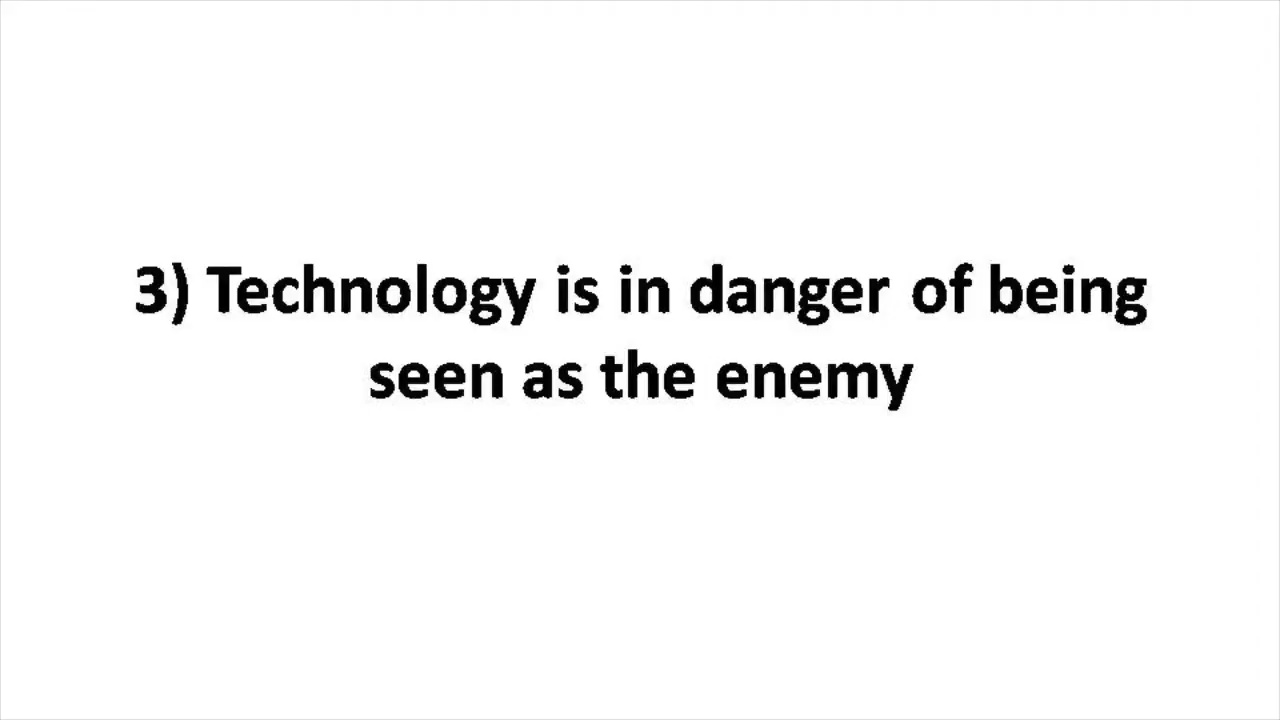 3) Technology is in danger of being
seen as the enemy